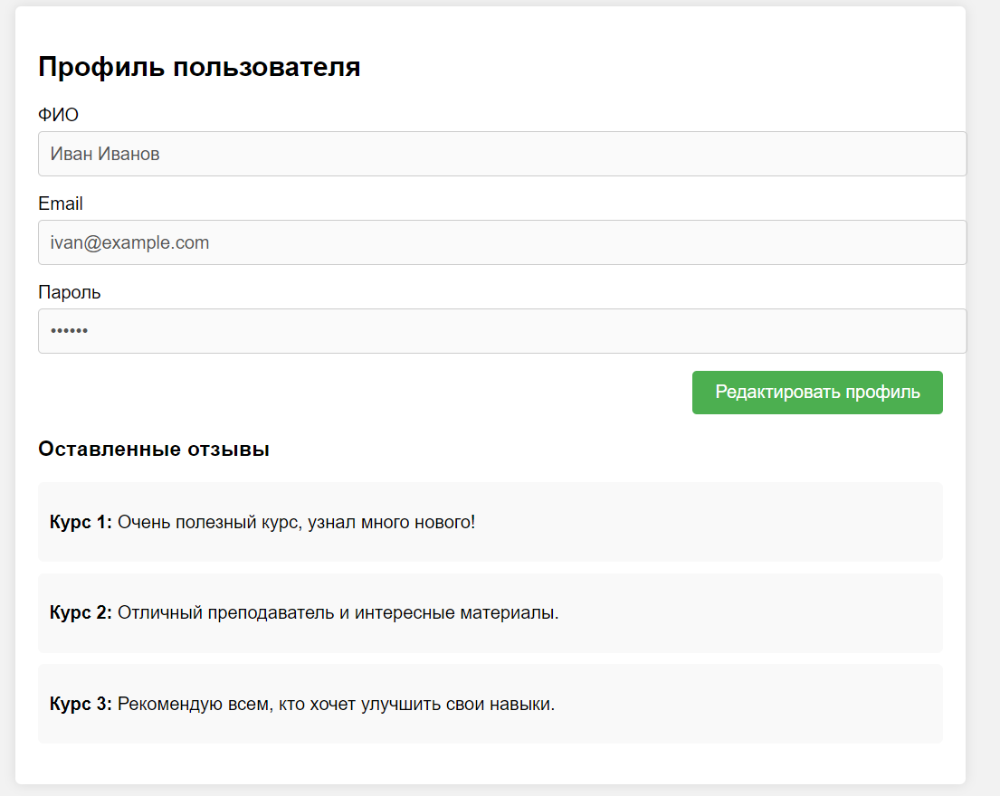 Профиль пользователя
ФИО
Иван Иванов
Email
ivan@example.com
Пароль
••••••
Редактировать профиль
Оставленные отзывы
Курс 1: Очень полезный курс, узнал много нового!
Курс 2: Отличный преподаватель и интересные материалы.
Курс 3: Рекомендую всем, кто хочет улучшить свои навыки.